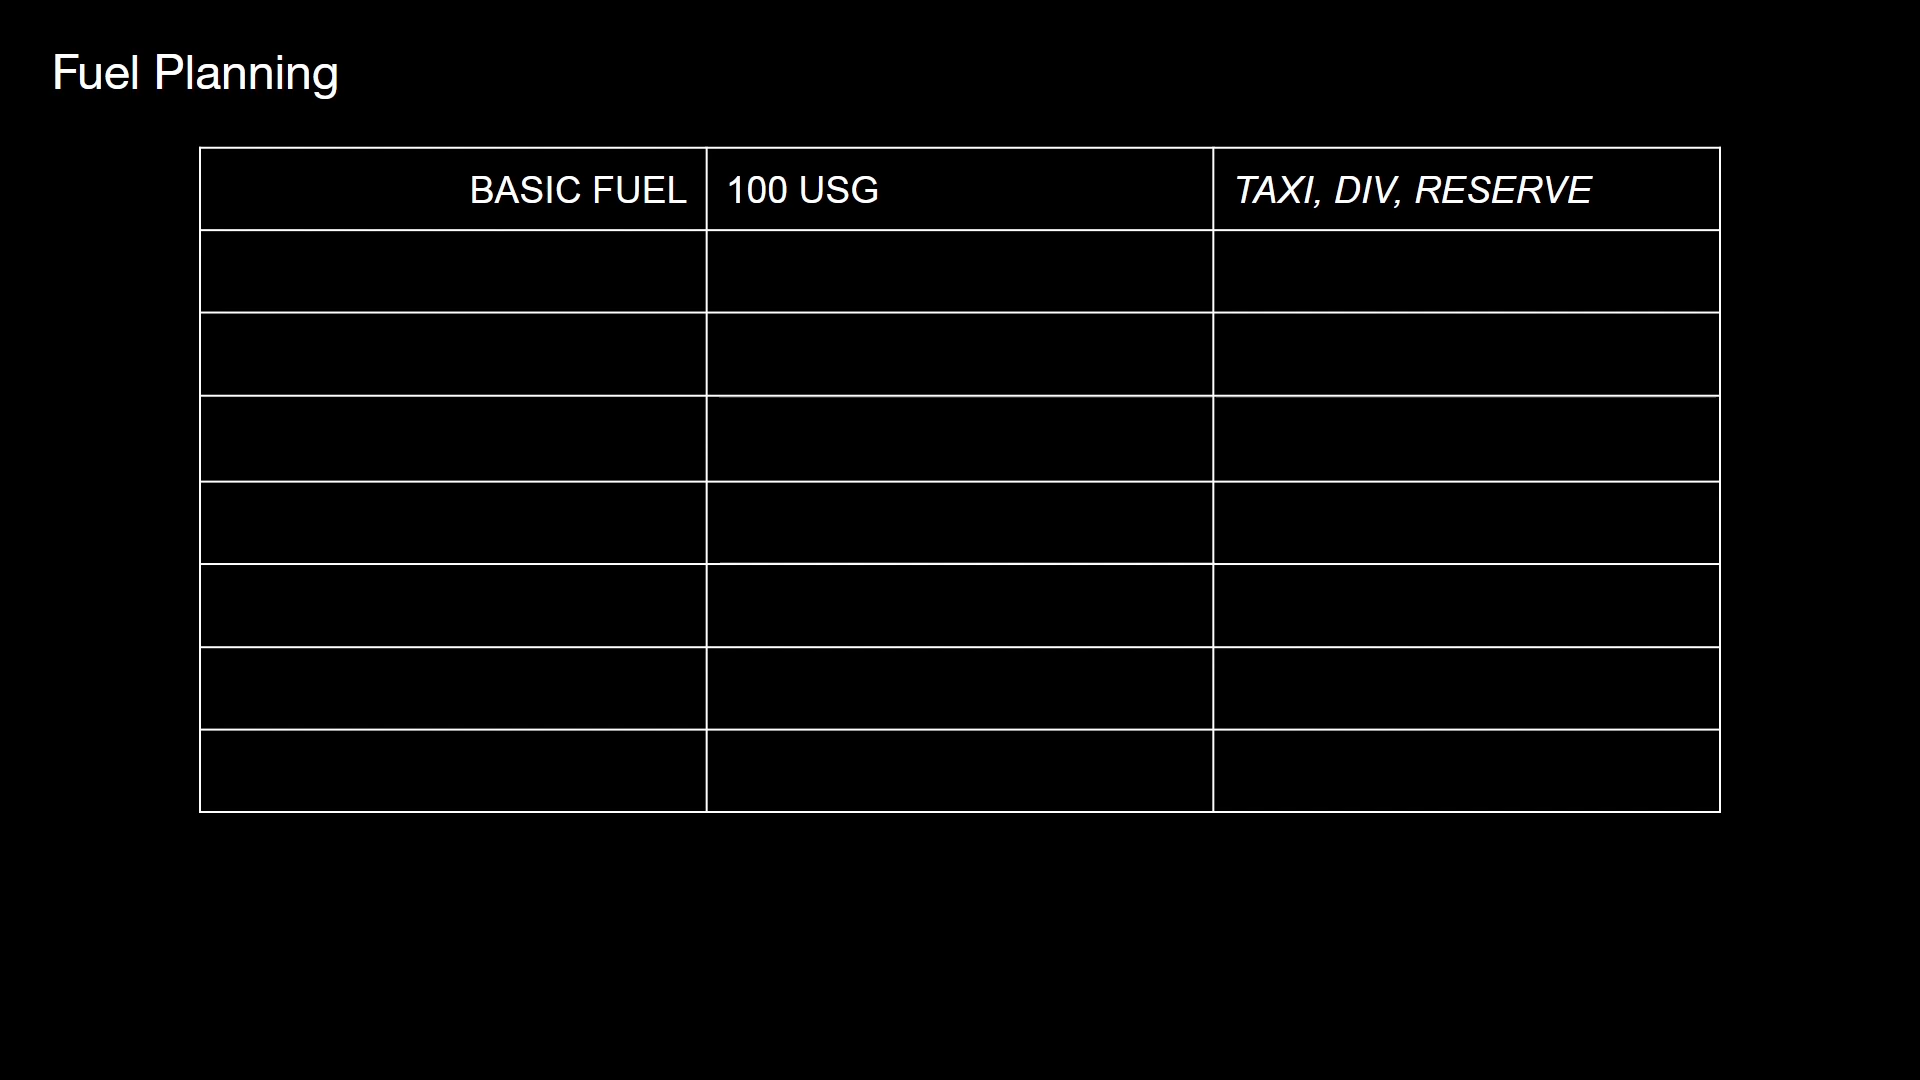 Fuel Planning
BASIC FUEL 100 USG TAXI, DIV, RESERVE